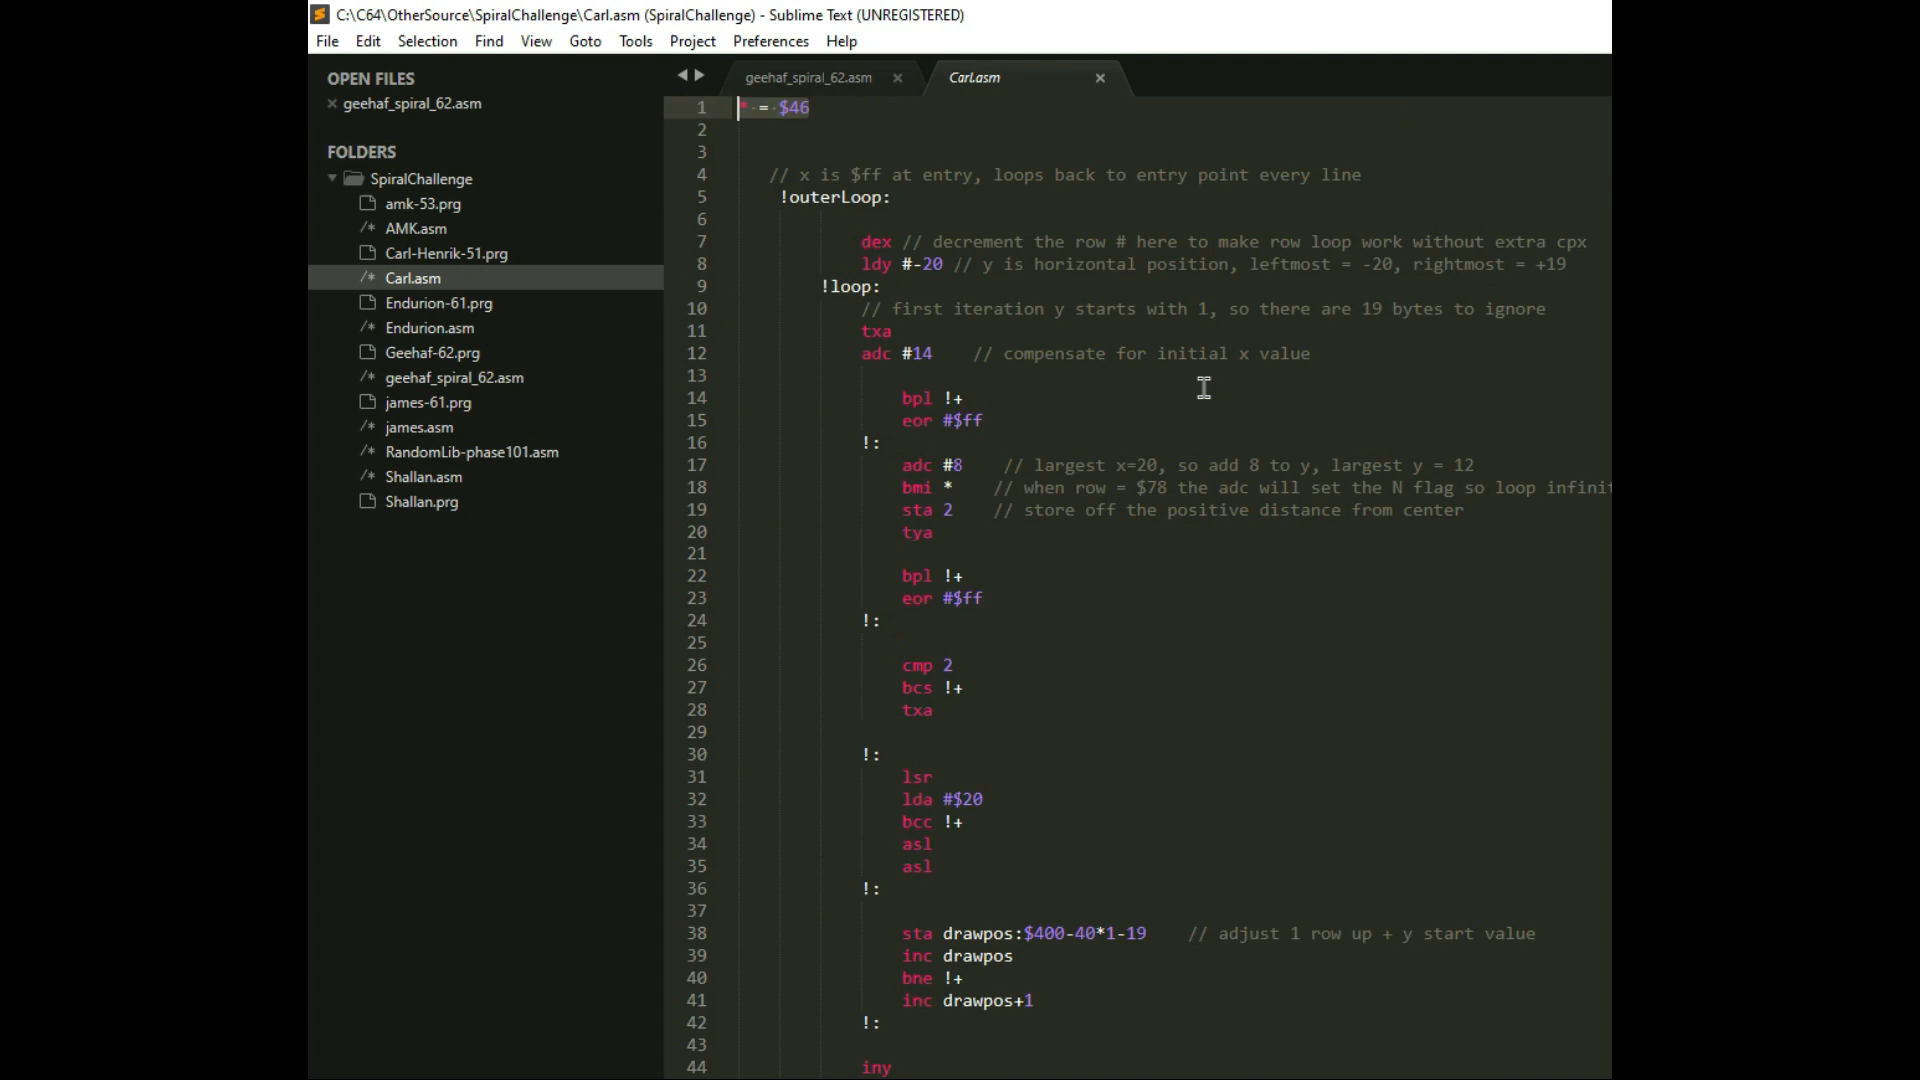 C:\C64\OtherSource\SpiralChallenge\Carl.asm (SpiralChallenge) - Sublime Text (UNREGISTERED)
File Edit Selection Find View Goto Tools Project Preferences Help
OPEN FILES
geehaf_spiral_62.asm
FOLDERS
SpiralChallenge
amk-53.prg
/* AMK.asm
Carl-Henrik-51.prg
/* Carl.asm
Endurion-61.prg
/* Endurion.asm
Geehaf-62.prg
/* geehaf_spiral_62.asm
james-61.prg
/* james.asm
/* RandomLib-phase101.asm
/* Shallan.asm
Shallan.prg
geehaf_spiral_62.asm Carl.asm
1 * = $46
2
3
4 // x is $ff at entry, loops back to entry point every line
5 !outerLoop:
6
7 dex // decrement the row # here to make row loop work without extra cpx
8 ldy #-20 // y is horizontal position, leftmost = -20, rightmost = +19
9 !loop:
10 // first iteration y starts with 1, so there are 19 bytes to ignore
11 txa
12 adc #14 // compensate for initial x value
13
14 bpl !+
15 eor #$ff
16 !:
17 adc #8 // largest x=20, so add 8 to y, largest y = 12
18 bmi * // when row = $78 the adc will set the N flag so loop infinit
19 sta 2 // store off the positive distance from center
20 tya
21
22 bpl !+
23 eor #$ff
24 !:
25
26 cmp 2
27 bcs !+
28 txa
29
30 !:
31 lsr
32 lda #$20
33 bcc !+
34 asl
35 asl
36 !:
37
38 sta drawpos:$400-40*1-19 // adjust 1 row up + y start value
39 inc drawpos
40 bne !+
41 inc drawpos+1
42 !:
43
44 iny